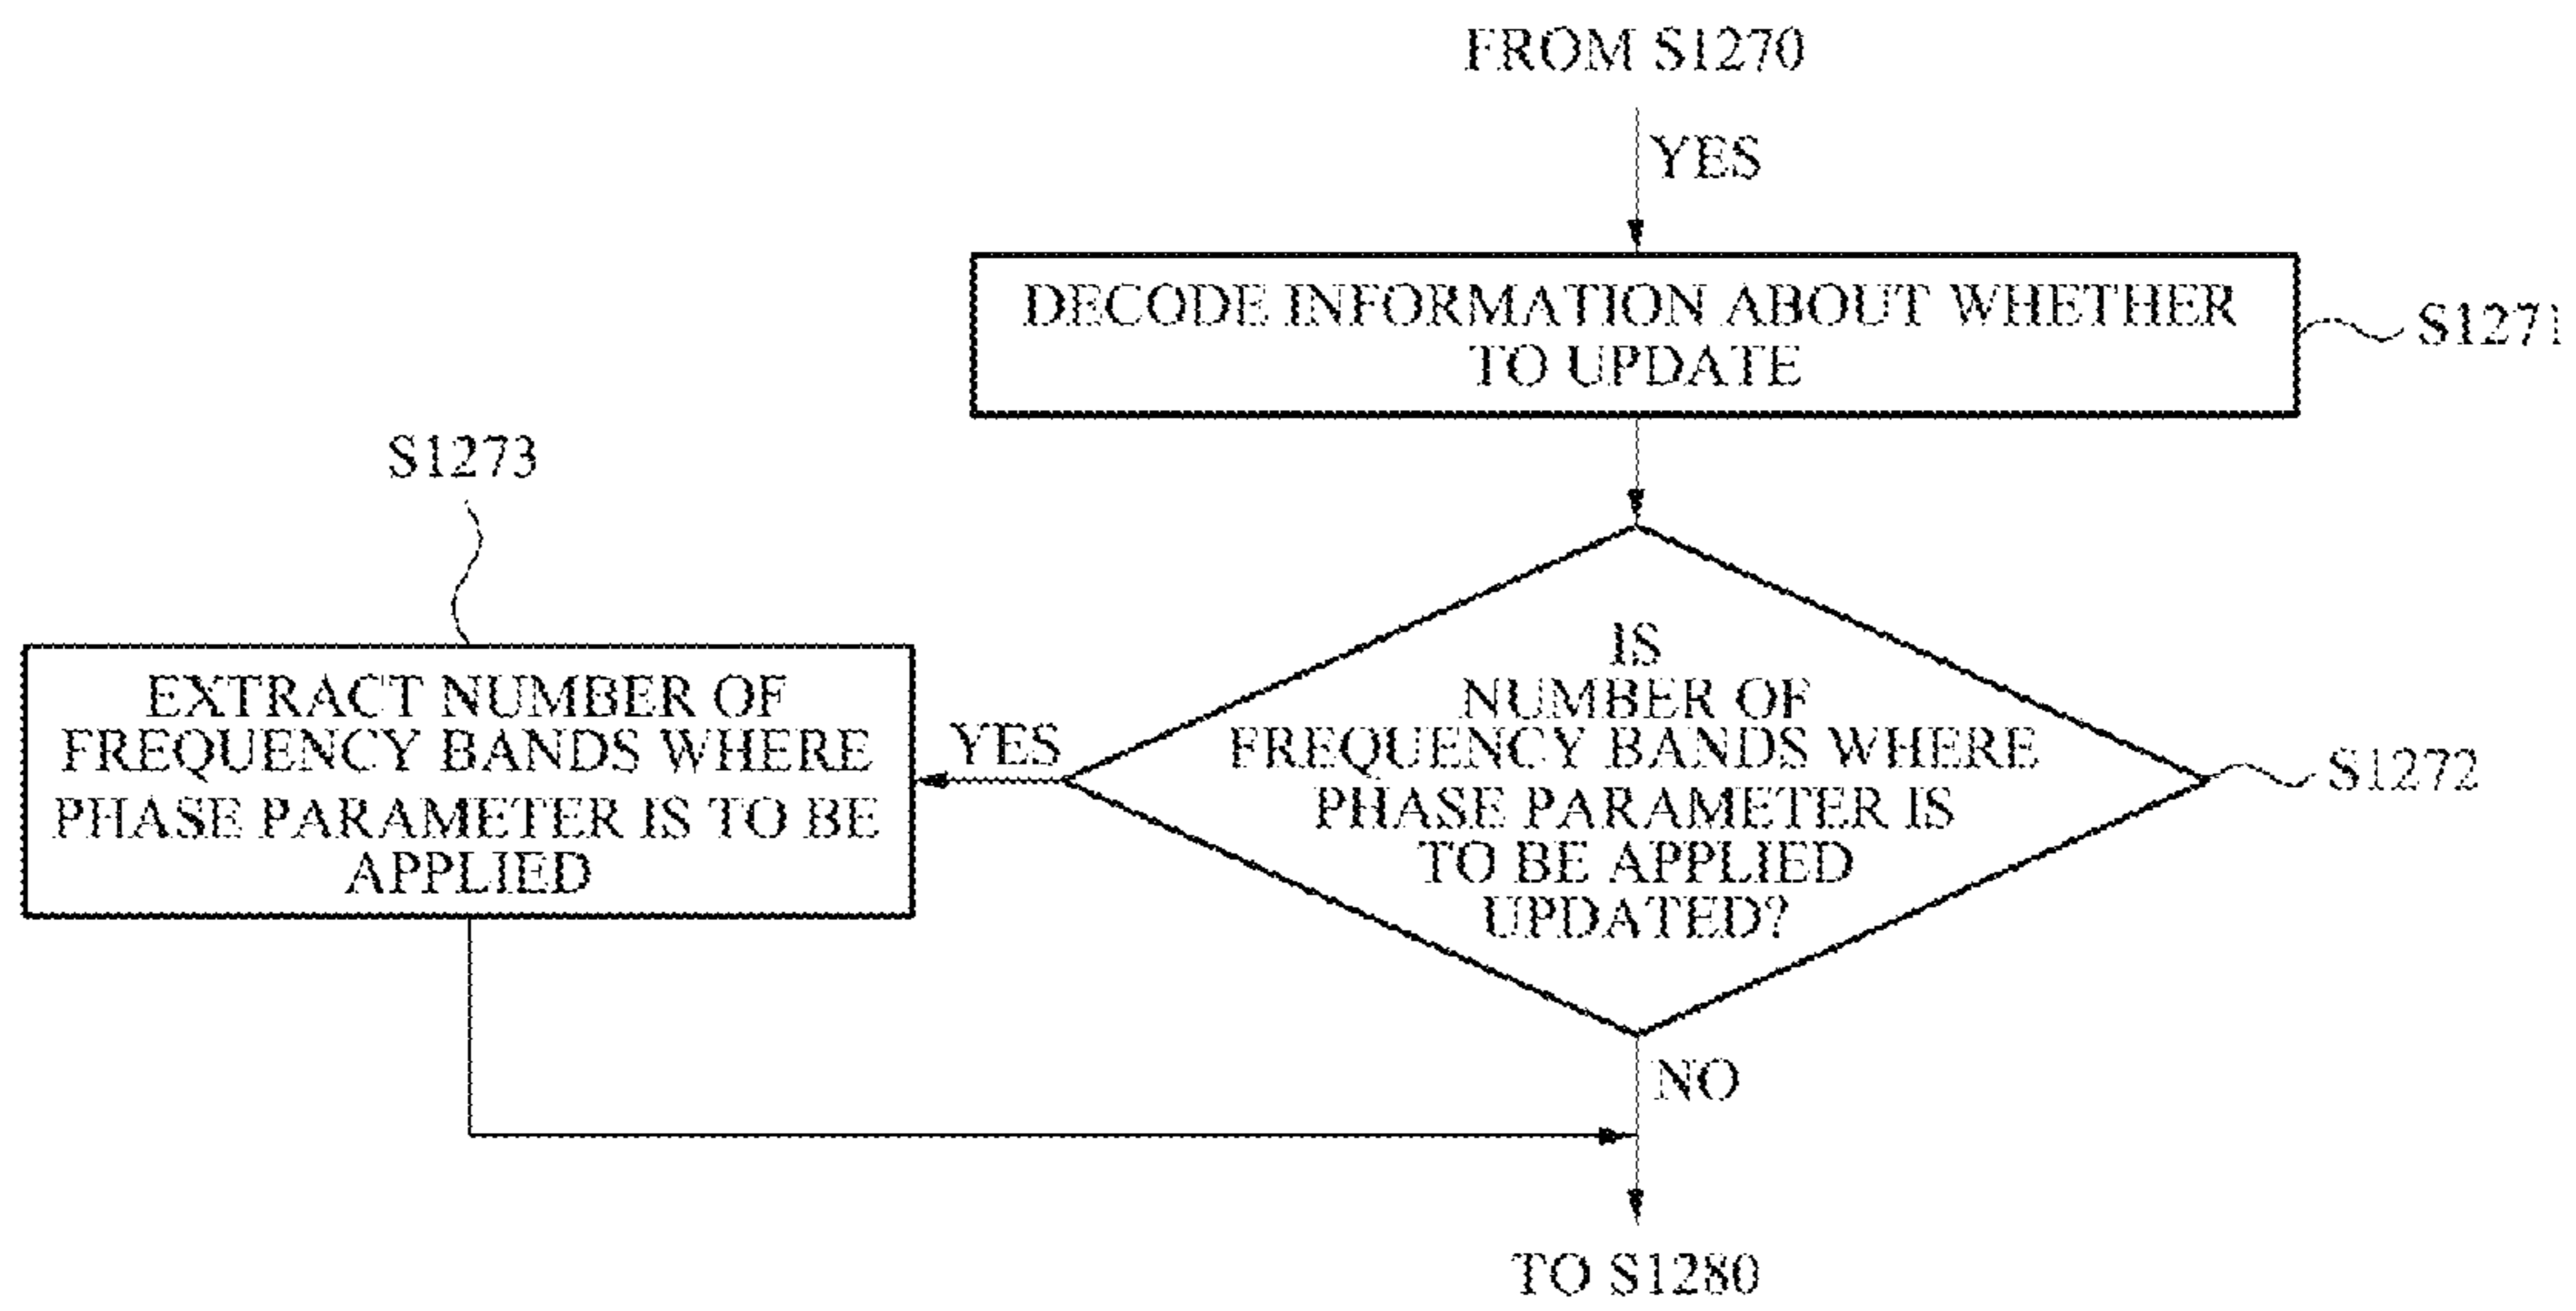 FROM S1270
YES
DECODE INFORMATION ABOUT WHETHER
TO UPDATE
S1271
S1273
IS
NUMBER OF
FREQUENCY BANDS WHERE
PHASE PARAMETER IS
TO BE APPLIED
UPDATED?
S1272
YES
EXTRACT NUMBER OF
FREQUENCY BANDS WHERE
PHASE PARAMETER IS TO BE
APPLIED
NO
TO S1280